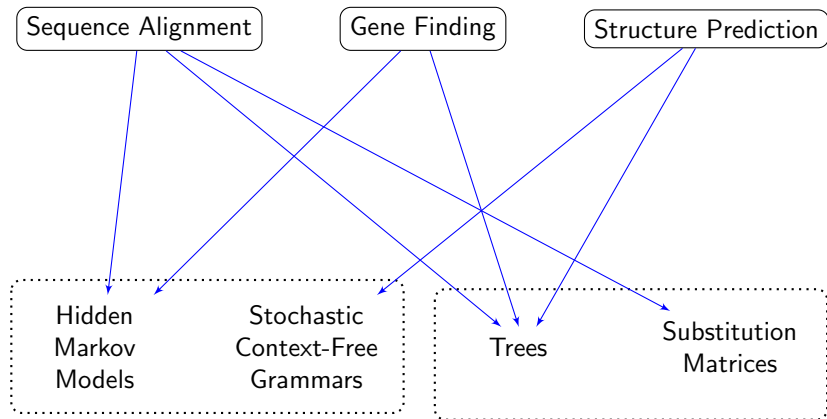 Sequence Alignment
Gene Finding
Structure Prediction
Hidden
Markov
Models
Stochastic
Context-Free
Grammars
Trees
Substitution
Matrices